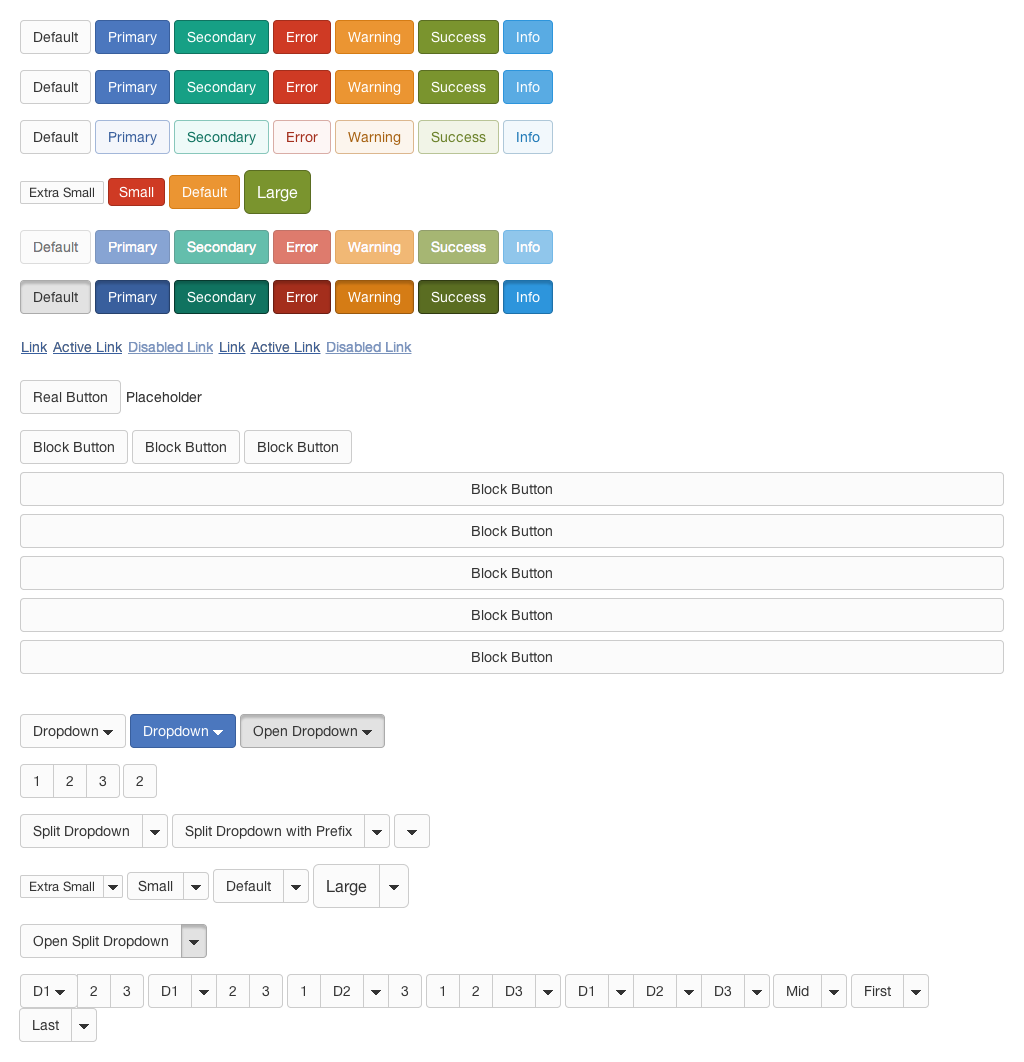 Default Primary Secondary Error Warning Success Info
Default Primary Secondary Error Warning Success Info
Default Primary Secondary Error Warning Success Info
Extra Small Small Default Large
Default Primary Secondary Error Warning Success Info
Default Primary Secondary Error Warning Success Info
Link Active Link Disabled Link Link Active Link Disabled Link
Real Button Placeholder
Block Button Block Button Block Button
Block Button
Block Button
Block Button
Block Button
Block Button
Dropdown Dropdown Open Dropdown
1 2 3 2
Split Dropdown Split Dropdown with Prefix
Extra Small Small Default Large
Open Split Dropdown
D1 2 3 D1 2 3 1 D2 3 1 2 D3 D1 D2 D3 Mid First
Last